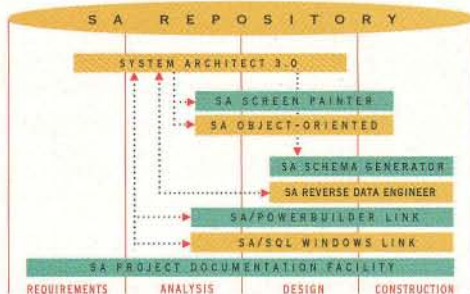 SA REPOSITORY
SYSTEM ARCHITECT 3.0
SA SCREEN PAINTER
SA OBJECT-ORIENTED
SA SCHEMA GENERATOR
SA REVERSE DATA ENGINEER
SA/POWERBUILDER LINK
SA/SQL WINDOWS LINK
SA PROJECT DOCUMENTATION FACILITY
REQUIREMENTS ANALYSIS DESIGN CONSTRUCTION